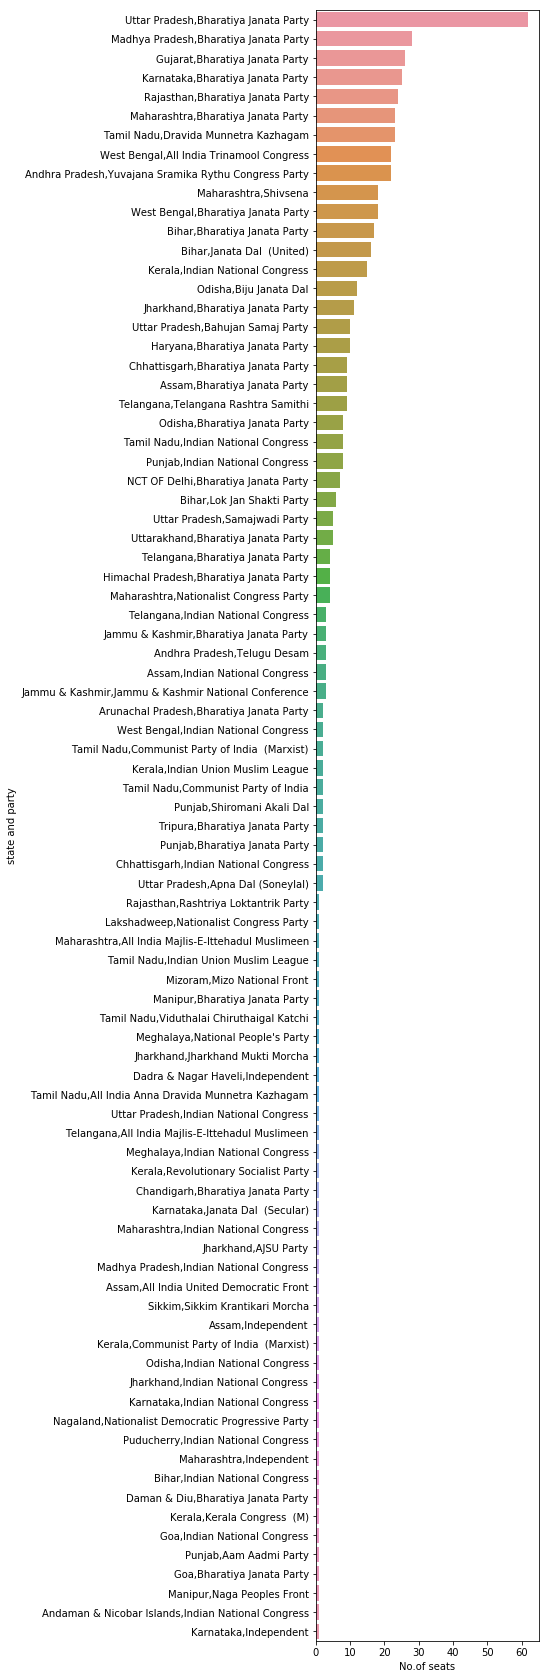 Uttar Pradesh,Bharatiya Janata Party
Madhya Pradesh,Bharatiya Janata Party
Gujarat,Bharatiya Janata Party
Karnataka,Bharatiya Janata Party
Rajasthan,Bharatiya Janata Party
Maharashtra,Bharatiya Janata Party
Tamil Nadu,Dravida Munnetra Kazhagam
West Bengal,All India Trinamool Congress
Andhra Pradesh,Yuvajana Sramika Rythu Congress Party
Maharashtra,Shivsena
West Bengal,Bharatiya Janata Party
Bihar,Bharatiya Janata Party
Bihar,Janata Dal  (United)
Kerala,Indian National Congress
Odisha,Biju Janata Dal
Jharkhand,Bharatiya Janata Party
Uttar Pradesh,Bahujan Samaj Party
Haryana,Bharatiya Janata Party
Chhattisgarh,Bharatiya Janata Party
Assam,Bharatiya Janata Party
Telangana,Telangana Rashtra Samithi
Odisha,Bharatiya Janata Party
Tamil Nadu,Indian National Congress
Punjab,Indian National Congress
NCT OF Delhi,Bharatiya Janata Party
Bihar,Lok Jan Shakti Party
Uttar Pradesh,Samajwadi Party
Uttarakhand,Bharatiya Janata Party
Telangana,Bharatiya Janata Party
Himachal Pradesh,Bharatiya Janata Party
Maharashtra,Nationalist Congress Party
Telangana,Indian National Congress
Jammu & Kashmir,Bharatiya Janata Party
Andhra Pradesh,Telugu Desam
Assam,Indian National Congress
Jammu & Kashmir,Jammu & Kashmir National Conference
Arunachal Pradesh,Bharatiya Janata Party
West Bengal,Indian National Congress
Tamil Nadu,Communist Party of India  (Marxist)
Kerala,Indian Union Muslim League
Tamil Nadu,Communist Party of India
Punjab,Shiromani Akali Dal
Tripura,Bharatiya Janata Party
Punjab,Bharatiya Janata Party
Chhattisgarh,Indian National Congress
Uttar Pradesh,Apna Dal (Soneylal)
Rajasthan,Rashtriya Loktantrik Party
Lakshadweep,Nationalist Congress Party
Maharashtra,All India Majlis-E-Ittehadul Muslimeen
Tamil Nadu,Indian Union Muslim League
Mizoram,Mizo National Front
Manipur,Bharatiya Janata Party
Tamil Nadu,Viduthalai Chiruthaigal Katchi
Meghalaya,National People's Party
Jharkhand,Jharkhand Mukti Morcha
Dadra & Nagar Haveli,Independent
Tamil Nadu,All India Anna Dravida Munnetra Kazhagam
Uttar Pradesh,Indian National Congress
Telangana,All India Majlis-E-Ittehadul Muslimeen
Meghalaya,Indian National Congress
Kerala,Revolutionary Socialist Party
Chandigarh,Bharatiya Janata Party
Karnataka,Janata Dal  (Secular)
Maharashtra,Indian National Congress
Jharkhand,AJSU Party
Madhya Pradesh,Indian National Congress
Assam,All India United Democratic Front
Sikkim,Sikkim Krantikari Morcha
Assam,Independent
Kerala,Communist Party of India  (Marxist)
Odisha,Indian National Congress
Jharkhand,Indian National Congress
Karnataka,Indian National Congress
Nagaland,Nationalist Democratic Progressive Party
Puducherry,Indian National Congress
Maharashtra,Independent
Bihar,Indian National Congress
Daman & Diu,Bharatiya Janata Party
Kerala,Kerala Congress  (M)
Goa,Indian National Congress
Punjab,Aam Aadmi Party
Goa,Bharatiya Janata Party
Manipur,Naga Peoples Front
Andaman & Nicobar Islands,Indian National Congress
Karnataka,Independent
state and party
0 10 20 30 40 50 60
No.of seats